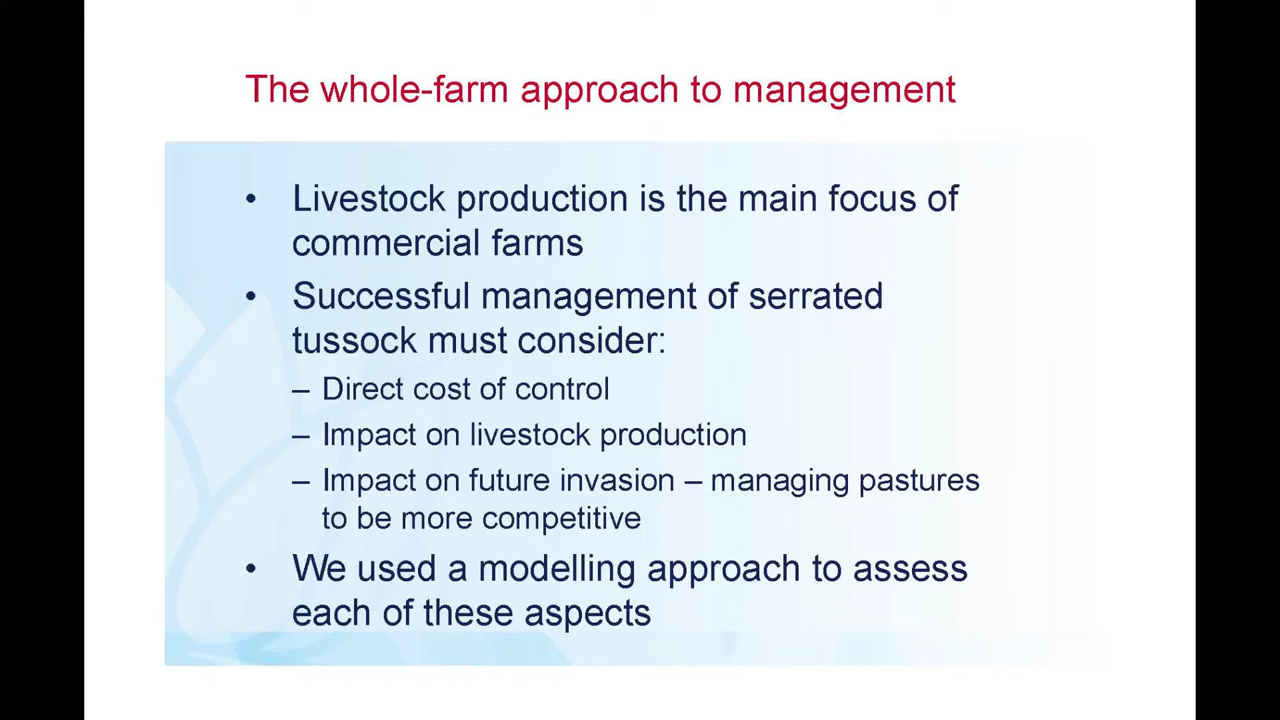 The whole-farm approach to management
• Livestock production is the main focus of
commercial farms
• Successful management of serrated
tussock must consider:
– Direct cost of control
– Impact on livestock production
– Impact on future invasion – managing pastures
to be more competitive
• We used a modelling approach to assess
each of these aspects